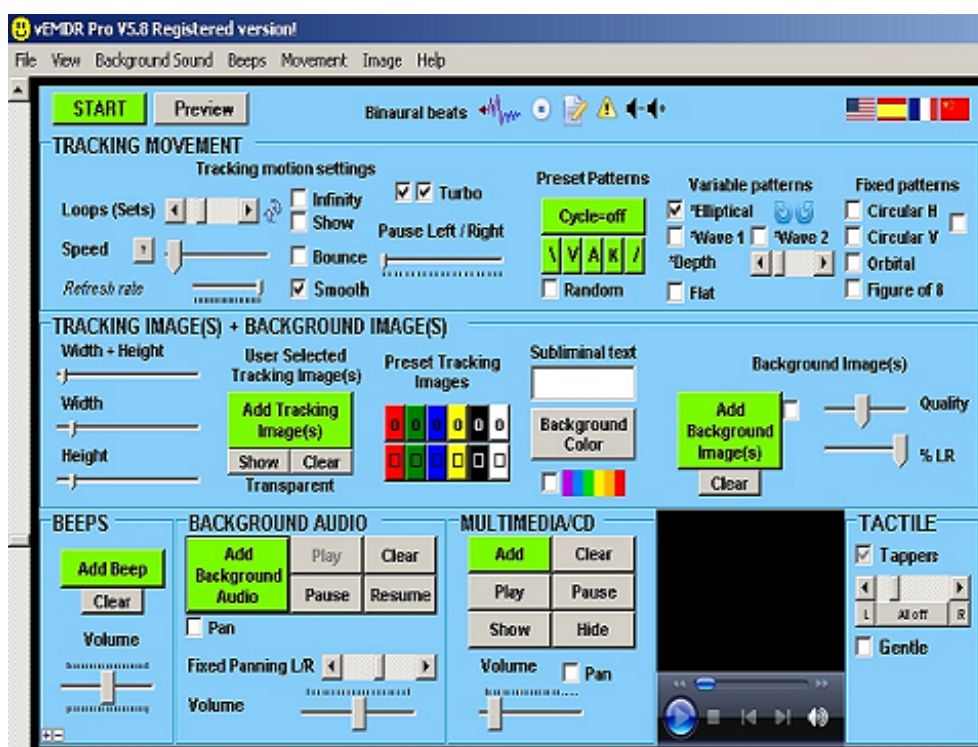 vEMDR Pro V5.8 Registered version!
File View Background Sound Beeps Movement Image Help
START Preview Binaural beats
TRACKING MOVEMENT
Tracking motion settings
Loops (Sets)
Infinity
Show
Turbo
Speed ?
Bounce
Pause Left / Right
Refresh rate
Smooth
Preset Patterns
Cycle=off
\ V A K /
Random
Variable patterns
*Elliptical
*Wave 1 *Wave 2
*Depth
Flat
Fixed patterns
Circular H
Circular V
Orbital
Figure of 8
TRACKING IMAGE(S) + BACKGROUND IMAGE(S)
Width + Height
Width
Height
User Selected
Tracking Image(s)
Add Tracking
Image(s)
Show Clear
Transparent
Preset Tracking
Images
0 0 0 0 0 0
Subliminal text
Background
Color
Background Image(s)
Add
Background
Image(s)
Clear
Quality
% LR
BEEPS
Add Beep
Clear
Volume
BACKGROUND AUDIO
Add
Background
Audio
Play Clear
Pause Resume
Pan
Fixed Panning L/R
Volume
MULTIMEDIA/CD
Add Clear
Play Pause
Show Hide
Volume Pan
TACTILE
Tappers
L All off R
Gentle